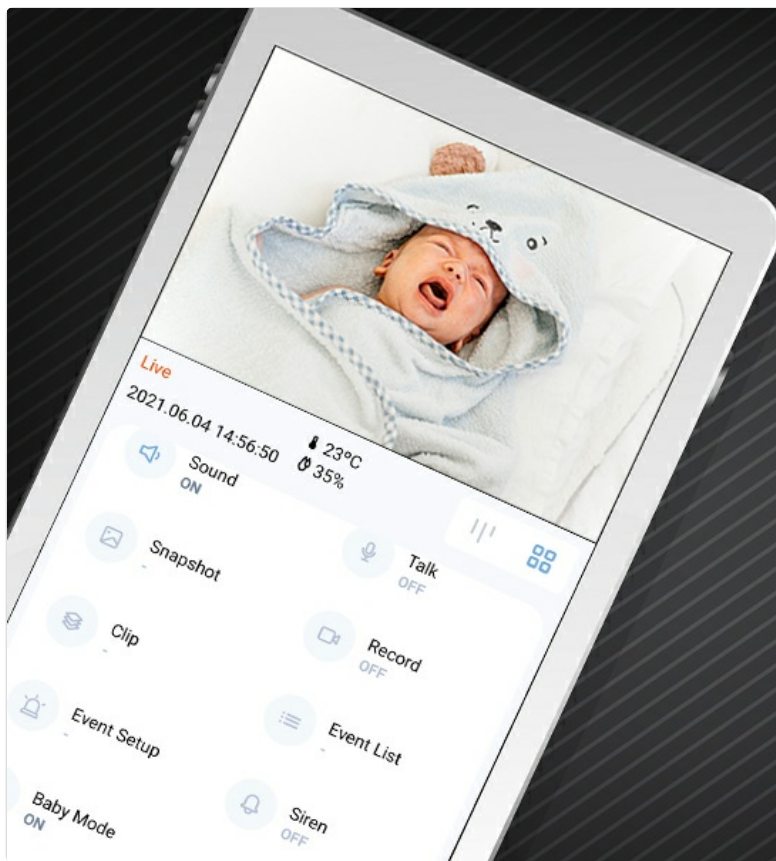 Live
2021.06.04 14:56:50
23°C
35%
Sound
ON
Talk
OFF
Snapshot
-
Record
OFF
Clip
-
Event List
-
Event Setup
-
Siren
OFF
Baby Mode
ON